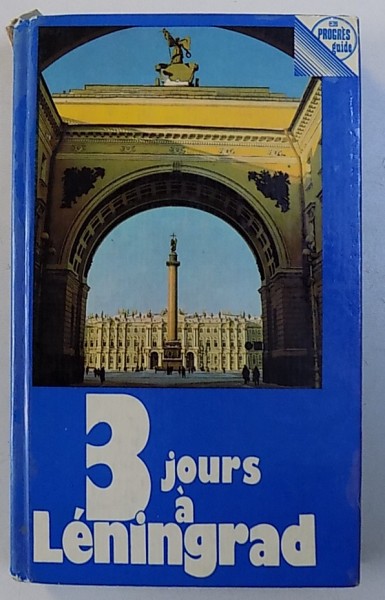 PROGRÈS
guide
3
jours
à
Léningrad